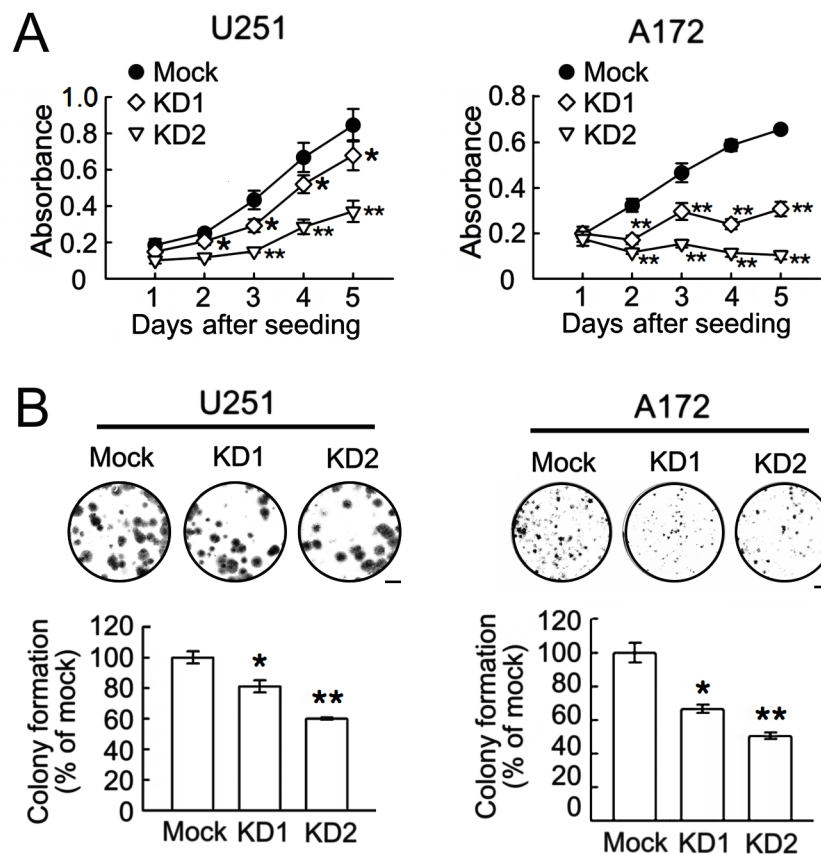 A
U251
Mock
KD1
KD2
Absorbance
1.0
0.8
0.6
0.4
0.2
0
*
*
*
*
**
**
**
1 2 3 4 5
Days after seeding
A172
Mock
KD1
KD2
Absorbance
0.8
0.6
0.4
0.2
0
**
**
**
**
**
**
**
**
1 2 3 4 5
Days after seeding
B
U251
Mock KD1 KD2
Colony formation
(% of mock)
120
100
80
60
40
20
0
*
**
Mock KD1 KD2
A172
Mock KD1 KD2
Colony formation
(% of mock)
120
100
80
60
40
20
0
*
**
Mock KD1 KD2